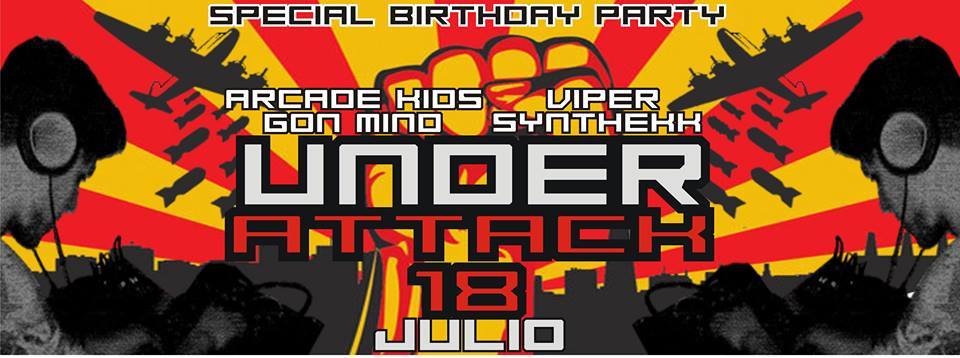 SPECIAL BIRTHDAY PARTY
ARCADE KIDS VIPER
GON MIND SYNTHEKK
UNDER
ATTACK
18
JULIO